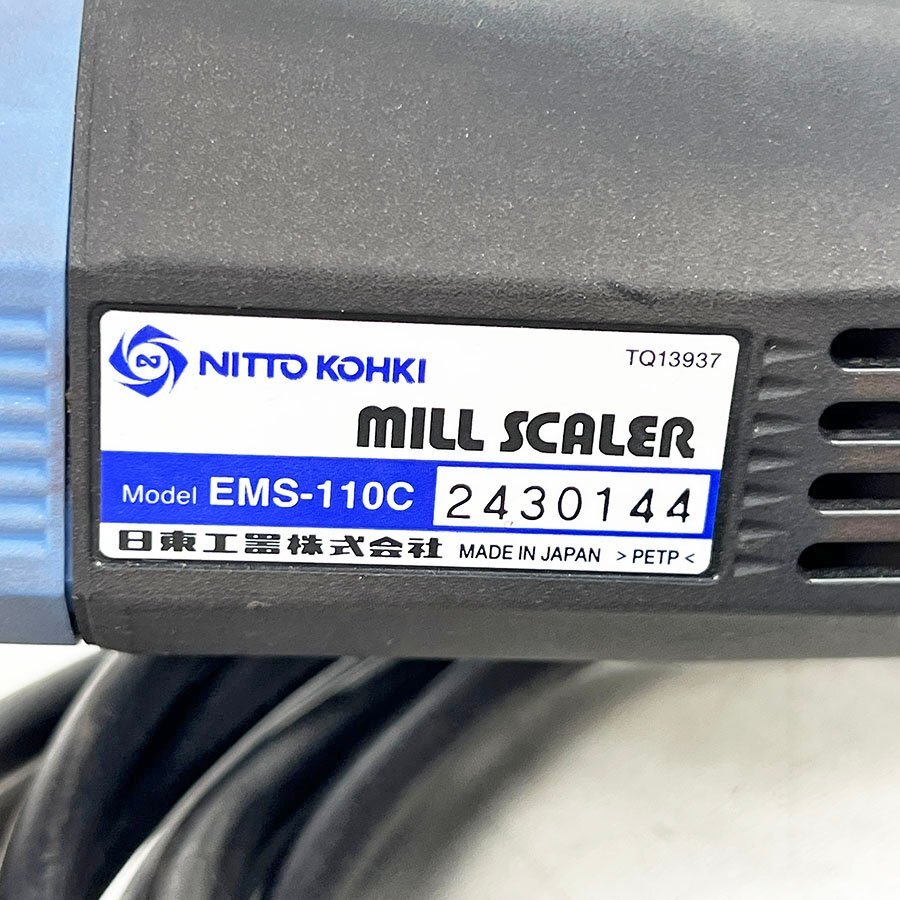 NITTO KOHKI TQ13937
MILL SCALER
Model EMS-110C 2430144
日東工器株式会社 MADE IN JAPAN >PETP<